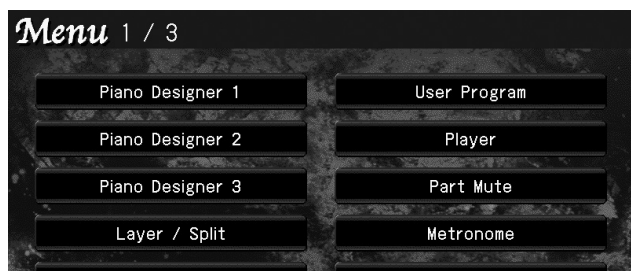 Menu 1 / 3
Piano Designer 1
User Program
Piano Designer 2
Player
Piano Designer 3
Part Mute
Layer / Split
Metronome